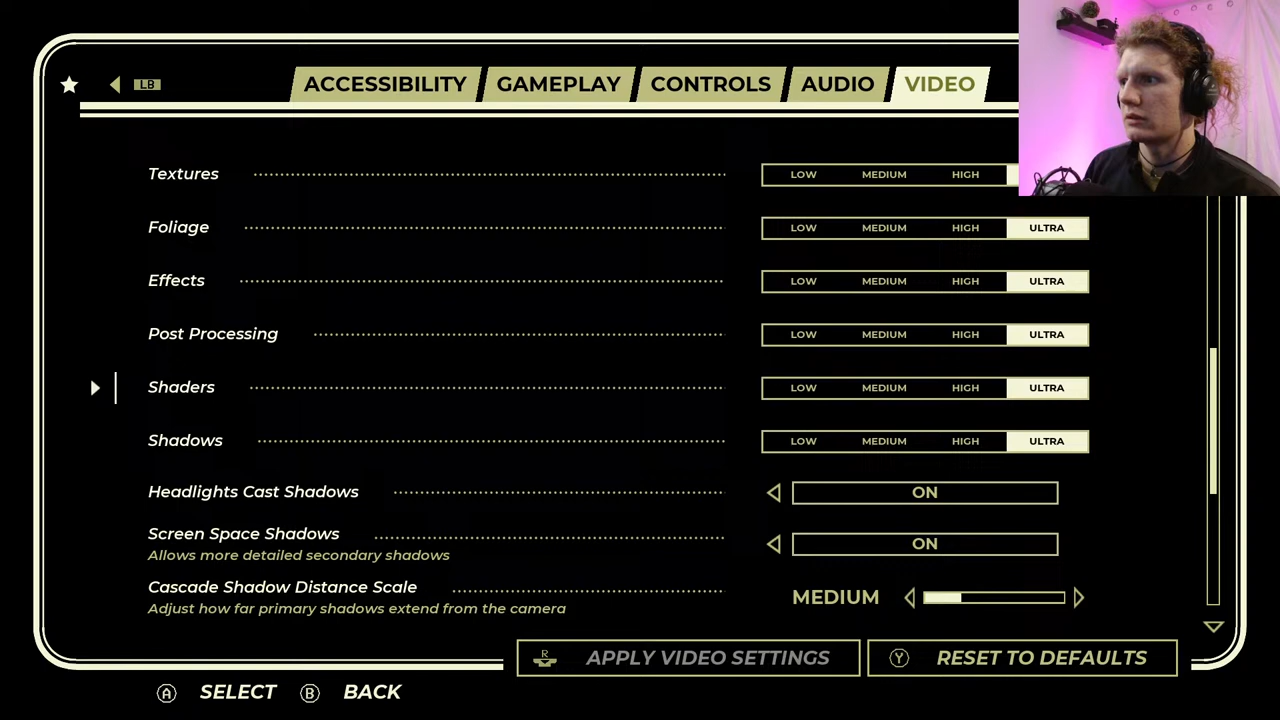 LB
ACCESSIBILITY GAMEPLAY CONTROLS AUDIO VIDEO
Textures LOW MEDIUM HIGH
Foliage LOW MEDIUM HIGH ULTRA
Effects LOW MEDIUM HIGH ULTRA
Post Processing LOW MEDIUM HIGH ULTRA
Shaders LOW MEDIUM HIGH ULTRA
Shadows LOW MEDIUM HIGH ULTRA
Headlights Cast Shadows ON
Screen Space Shadows ON
Allows more detailed secondary shadows
Cascade Shadow Distance Scale MEDIUM
Adjust how far primary shadows extend from the camera
R APPLY VIDEO SETTINGS Y RESET TO DEFAULTS
A SELECT B BACK